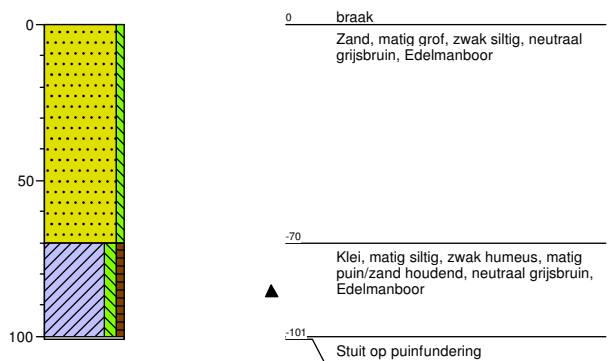 0
50
100
0 braak
Zand, matig grof, zwak siltig, neutraal
grijsbruin, Edelmanboor
-70
Klei, matig siltig, zwak humeus, matig
puin/zand houdend, neutraal grijsbruin,
Edelmanboor
-101
Stuit op puinfundering